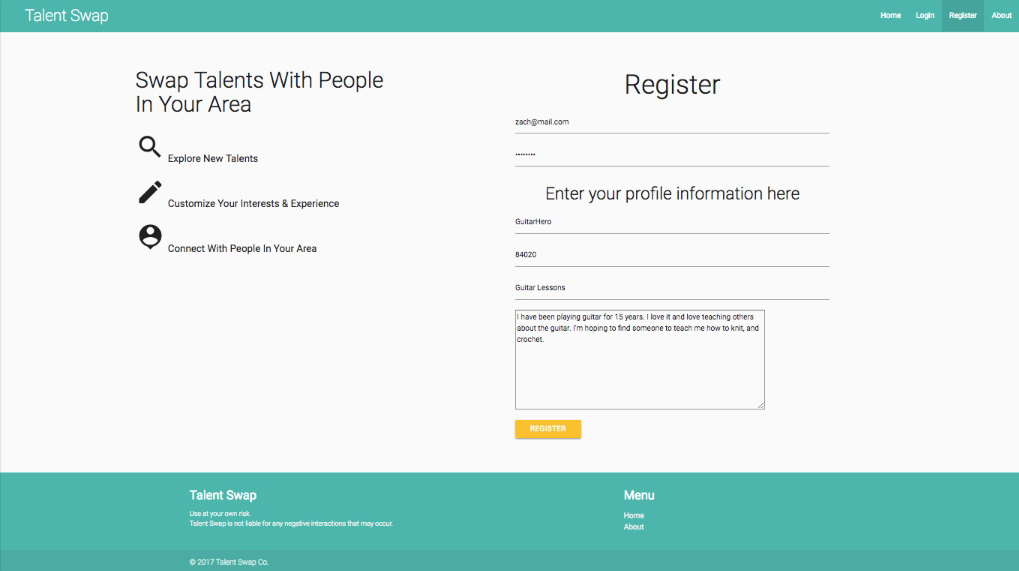 Talent Swap
Home Login Register About
Swap Talents With People
In Your Area
Explore New Talents
Customize Your Interests & Experience
Connect With People In Your Area
Register
zach@mail.com
••••••••
Enter your profile information here
GuitarHero
84020
Guitar Lessons
I have been playing guitar for 15 years. I love it and love teaching others
about the guitar. I'm hoping to find someone to teach me how to knit, and
crochet.
REGISTER
Talent Swap
Use at your own risk.
Talent Swap is not liable for any negative interactions that may occur.
Menu
Home
About
© 2017 Talent Swap Co.